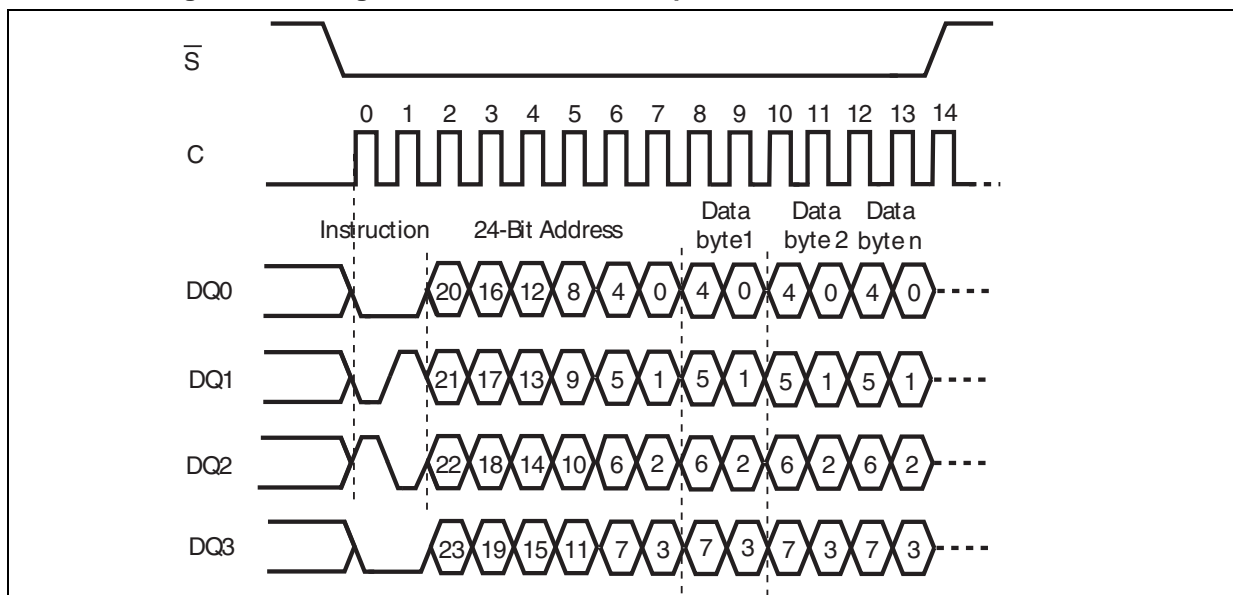 S
0 1 2 3 4 5 6 7 8 9 10 11 12 13 14
C
Instruction 24-Bit Address Data byte1 Data byte 2 Data byte n
DQ0 20 16 12 8 4 0 4 0 4 0 4 0
DQ1 21 17 13 9 5 1 5 1 5 1 5 1
DQ2 22 18 14 10 6 2 6 2 6 2 6 2
DQ3 23 19 15 11 7 3 7 3 7 3 7 3